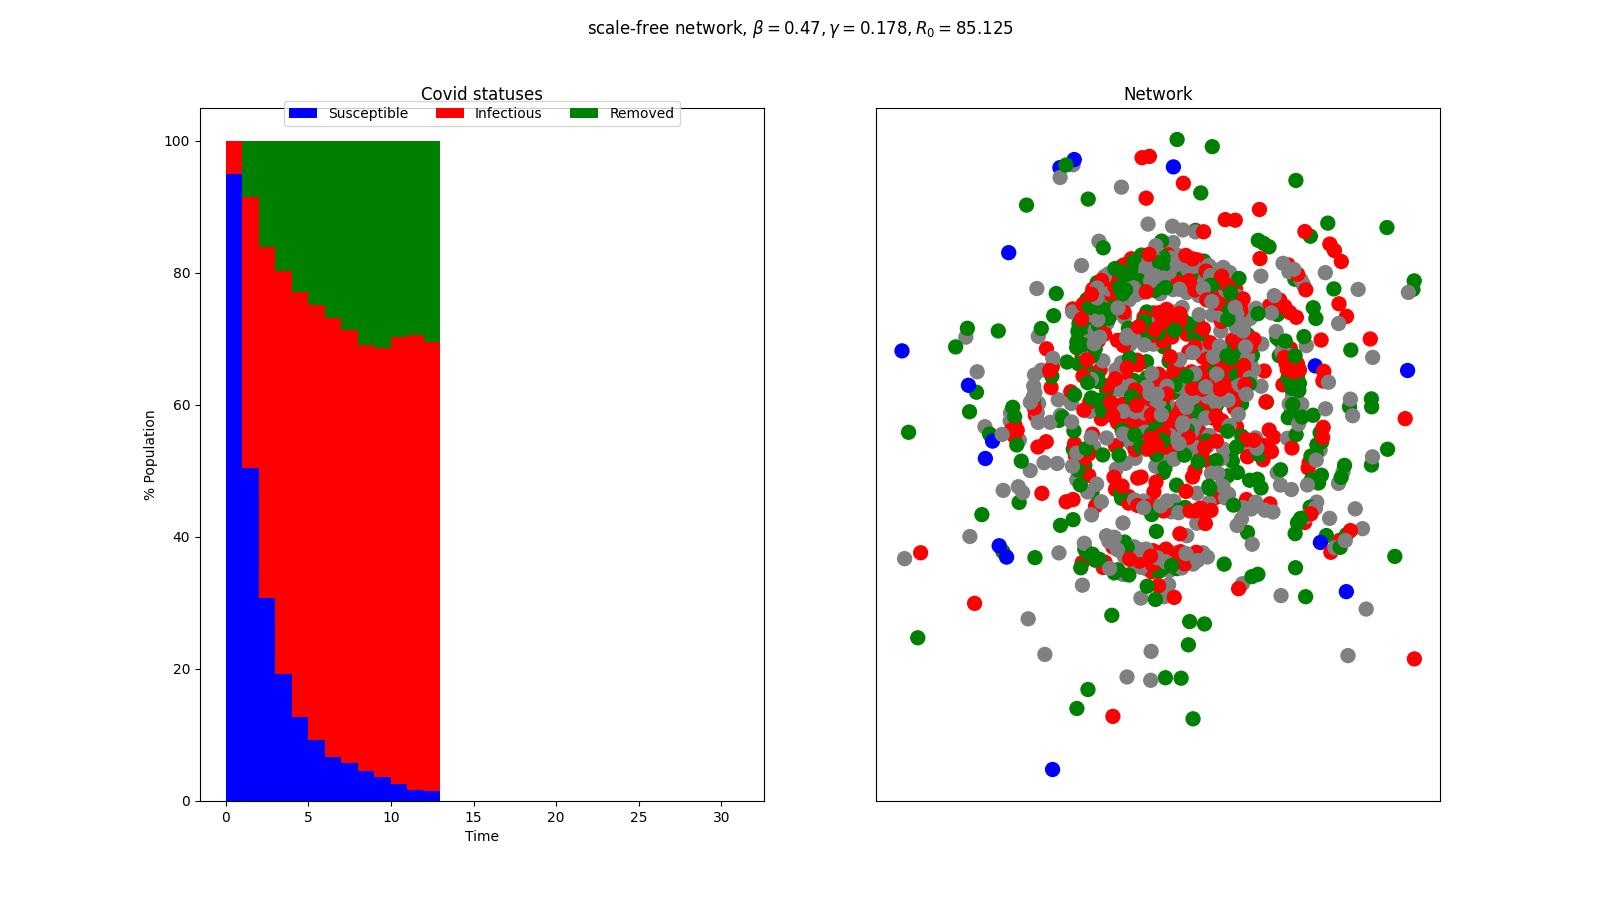 scale-free network, β = 0.47, γ = 0.178, R₀ = 85.125
Covid statuses
Susceptible Infectious Removed
100
80
60
40
20
0
% Population
0 5 10 15 20 25 30
Time
Network